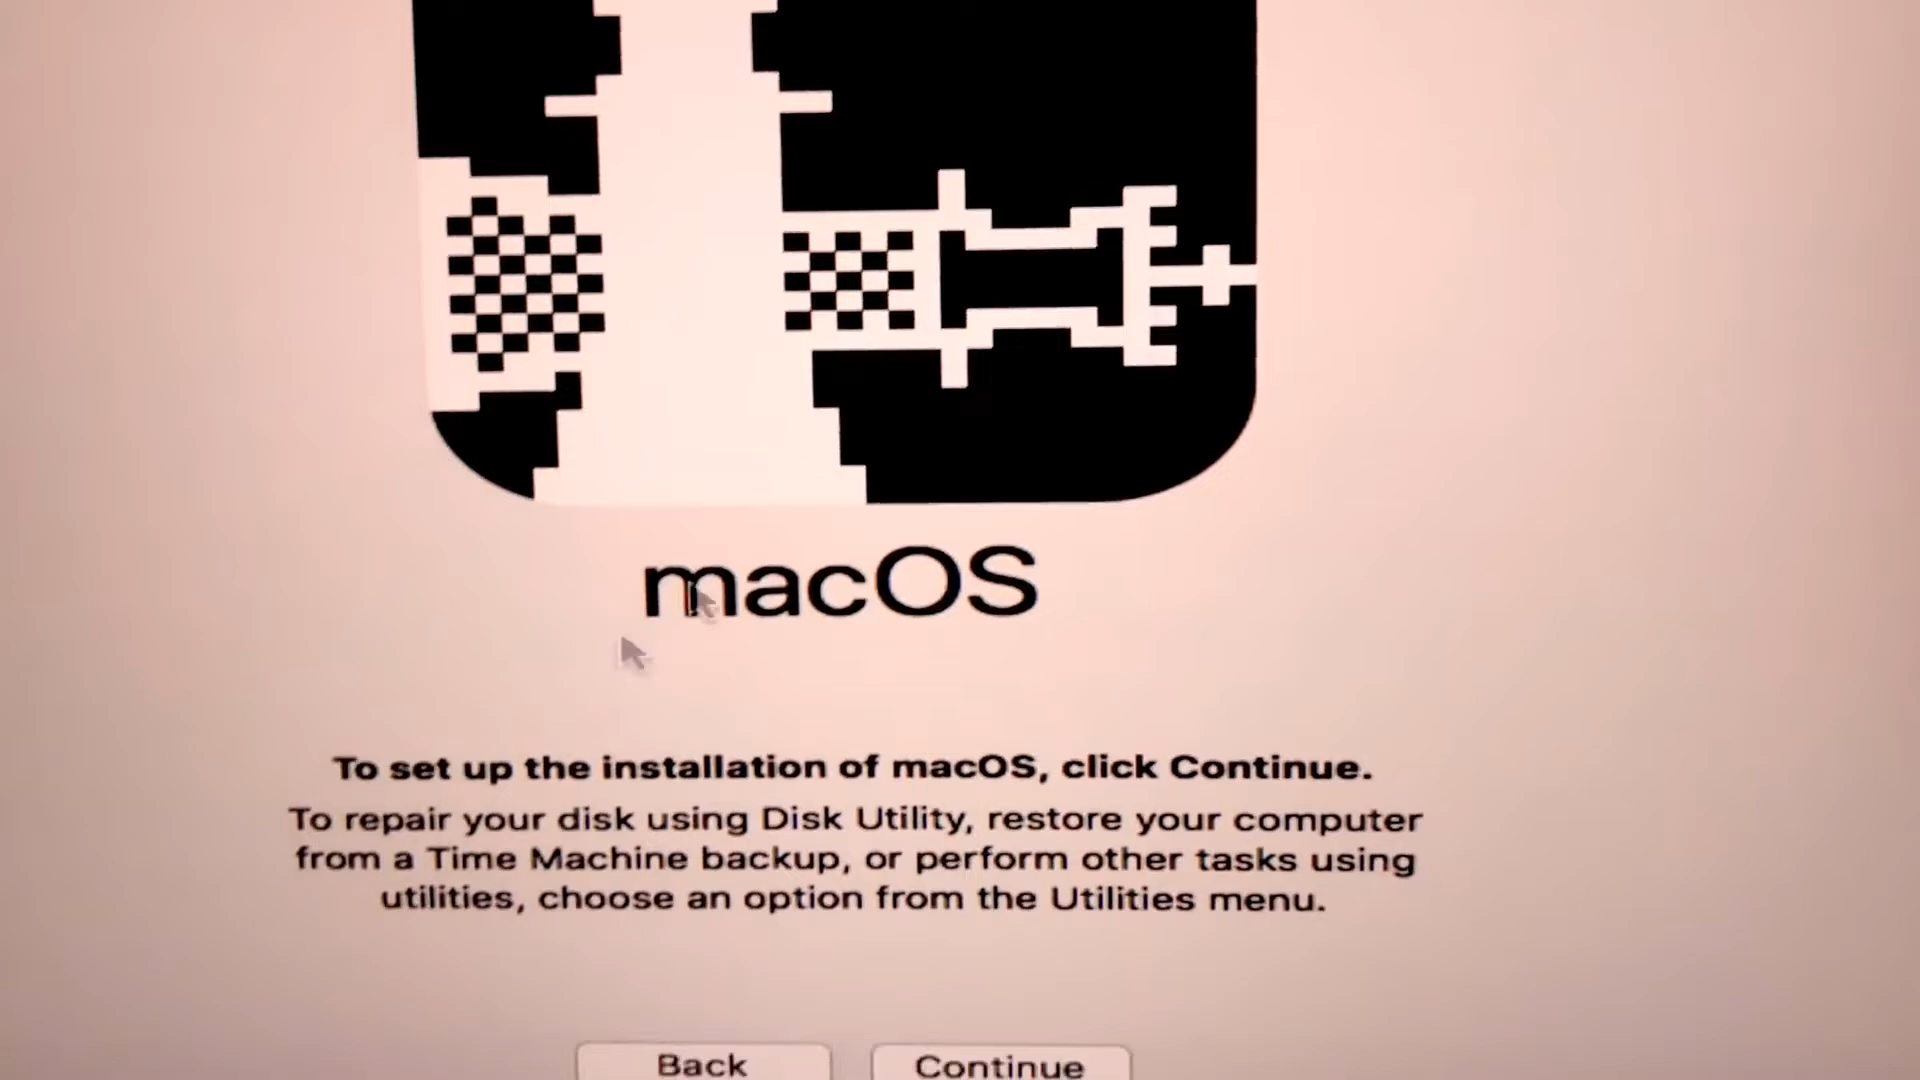 macOS
To set up the installation of macOS, click Continue.
To repair your disk using Disk Utility, restore your computer
from a Time Machine backup, or perform other tasks using
utilities, choose an option from the Utilities menu.
Back
Continue